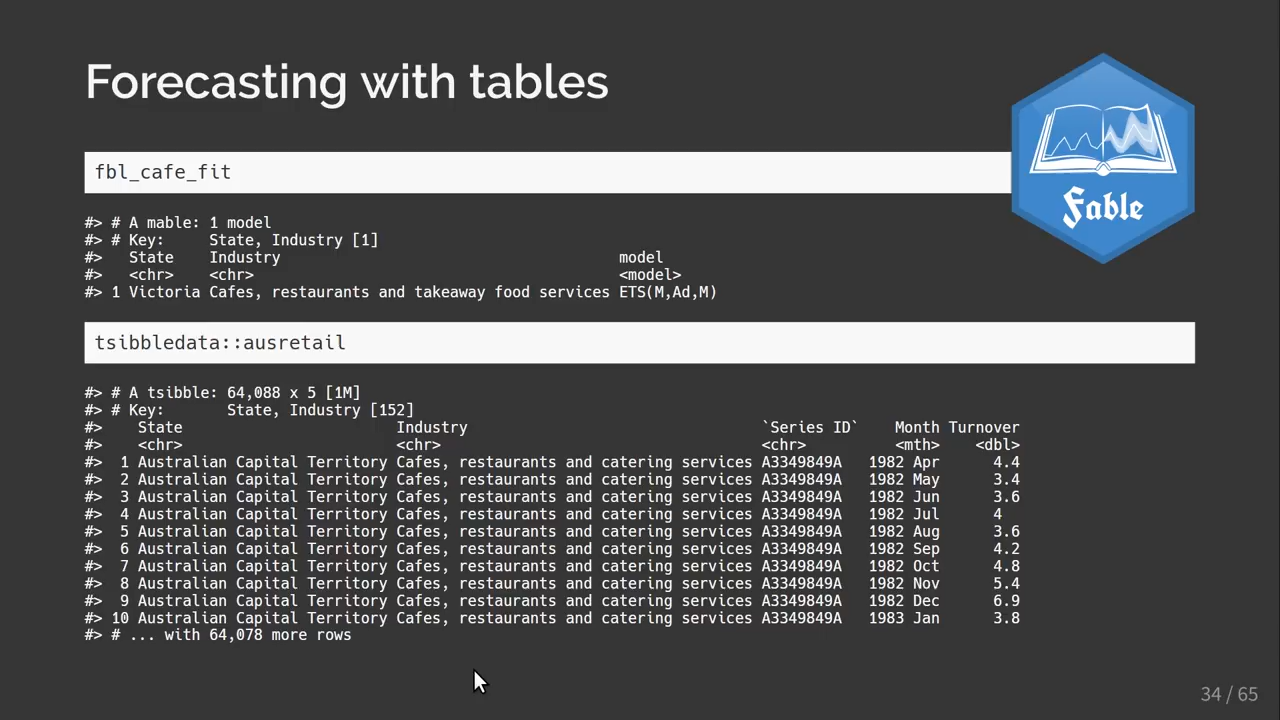 Forecasting with tables
Fable
fbl_cafe_fit
#> # A mable: 1 model
#> # Key:     State, Industry [1]
#>   State    Industry                                      model
#>   <chr>    <chr>                                         <model>
#> 1 Victoria Cafes, restaurants and takeaway food services ETS(M,Ad,M)
tsibbledata::ausretail
#> # A tsibble: 64,088 x 5 [1M]
#> # Key:       State, Industry [152]
#>    State                        Industry                                 `Series ID`    Month Turnover
#>    <chr>                        <chr>                                    <chr>          <mth>    <dbl>
#>  1 Australian Capital Territory Cafes, restaurants and catering services A3349849A   1982 Apr      4.4
#>  2 Australian Capital Territory Cafes, restaurants and catering services A3349849A   1982 May      3.4
#>  3 Australian Capital Territory Cafes, restaurants and catering services A3349849A   1982 Jun      3.6
#>  4 Australian Capital Territory Cafes, restaurants and catering services A3349849A   1982 Jul      4
#>  5 Australian Capital Territory Cafes, restaurants and catering services A3349849A   1982 Aug      3.6
#>  6 Australian Capital Territory Cafes, restaurants and catering services A3349849A   1982 Sep      4.2
#>  7 Australian Capital Territory Cafes, restaurants and catering services A3349849A   1982 Oct      4.8
#>  8 Australian Capital Territory Cafes, restaurants and catering services A3349849A   1982 Nov      5.4
#>  9 Australian Capital Territory Cafes, restaurants and catering services A3349849A   1982 Dec      6.9
#> 10 Australian Capital Territory Cafes, restaurants and catering services A3349849A   1983 Jan      3.8
#> # ... with 64,078 more rows
34 / 65